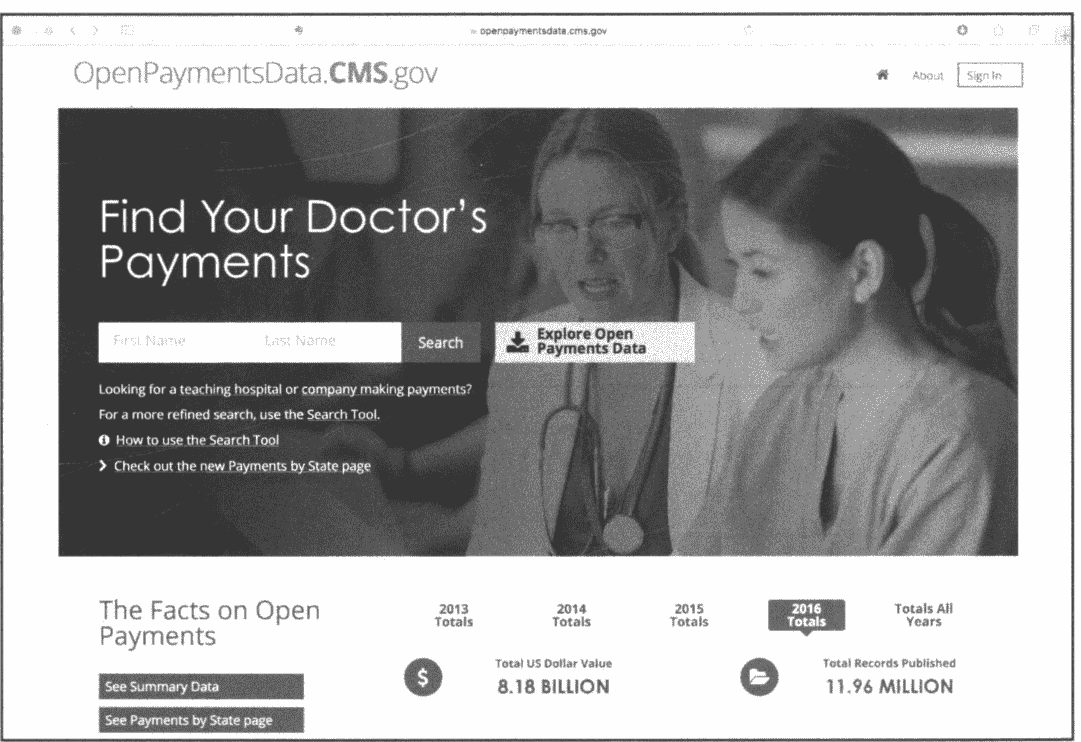 openpaymentsdata.cms.gov
OpenPaymentsData.CMS.gov
About
Sign In
Find Your Doctor's
Payments
First Name
Last Name
Search
Explore Open
Payments Data
Looking for a teaching hospital or company making payments?
For a more refined search, use the Search Tool.
How to use the Search Tool
Check out the new Payments by State page
The Facts on Open
Payments
See Summary Data
See Payments by State page
2013
Totals
2014
Totals
2015
Totals
2016
Totals
Totals All
Years
$
Total US Dollar Value
8.18 BILLION
Total Records Published
11.96 MILLION